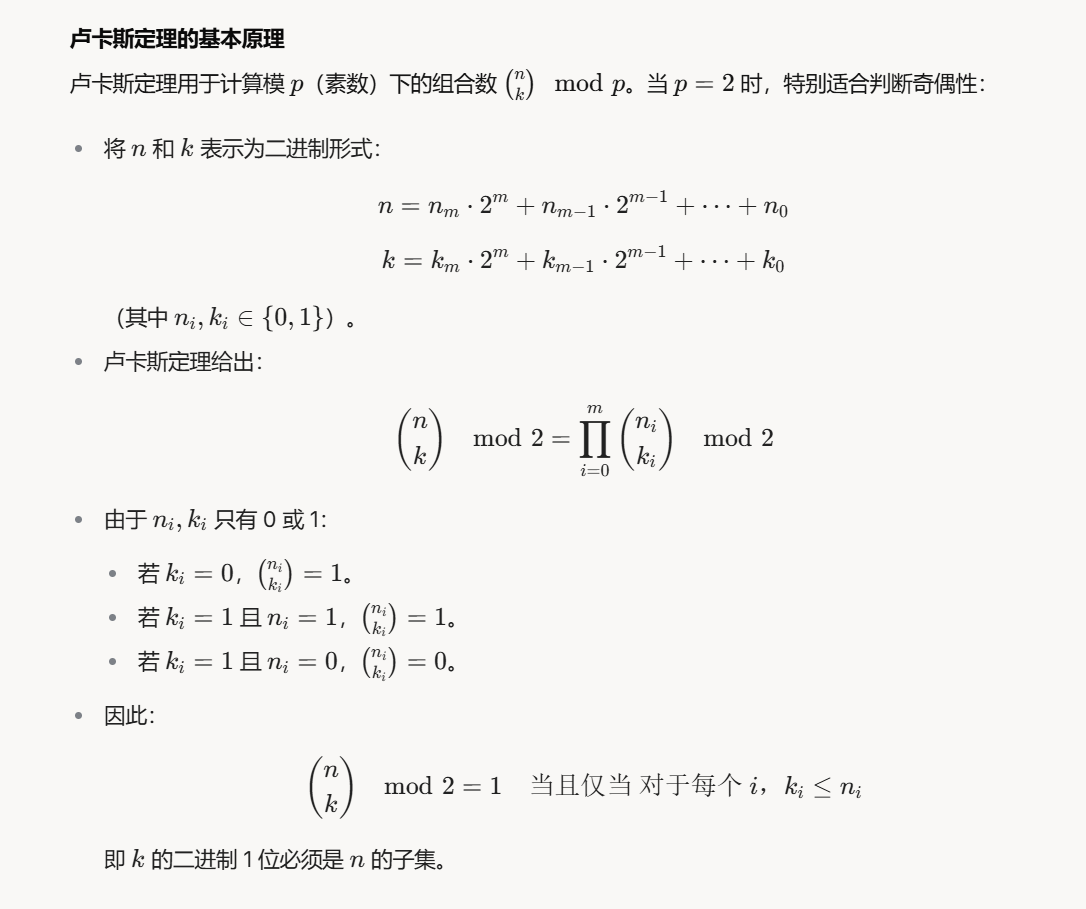 卢卡斯定理的基本原理
卢卡斯定理用于计算模 p（素数）下的组合数 $\binom{n}{k} \mod p$。当 p = 2 时，特别适合判断奇偶性：
• 将 n 和 k 表示为二进制形式：
$n = n_m \cdot 2^m + n_{m-1} \cdot 2^{m-1} + \cdots + n_0$
$k = k_m \cdot 2^m + k_{m-1} \cdot 2^{m-1} + \cdots + k_0$
（其中 $n_i, k_i \in \{0, 1\}$）。
• 卢卡斯定理给出：
$\binom{n}{k} \mod 2 = \prod_{i=0}^{m} \binom{n_i}{k_i} \mod 2$
• 由于 $n_i, k_i$ 只有 0 或 1:
• 若 $k_i = 0$，$\binom{n_i}{k_i} = 1$。
• 若 $k_i = 1$ 且 $n_i = 1$，$\binom{n_i}{k_i} = 1$。
• 若 $k_i = 1$ 且 $n_i = 0$，$\binom{n_i}{k_i} = 0$。
• 因此：
$\binom{n}{k} \mod 2 = 1$ 当且仅当 对于每个 $i$，$k_i \leq n_i$
即 k 的二进制 1 位必须是 n 的子集。